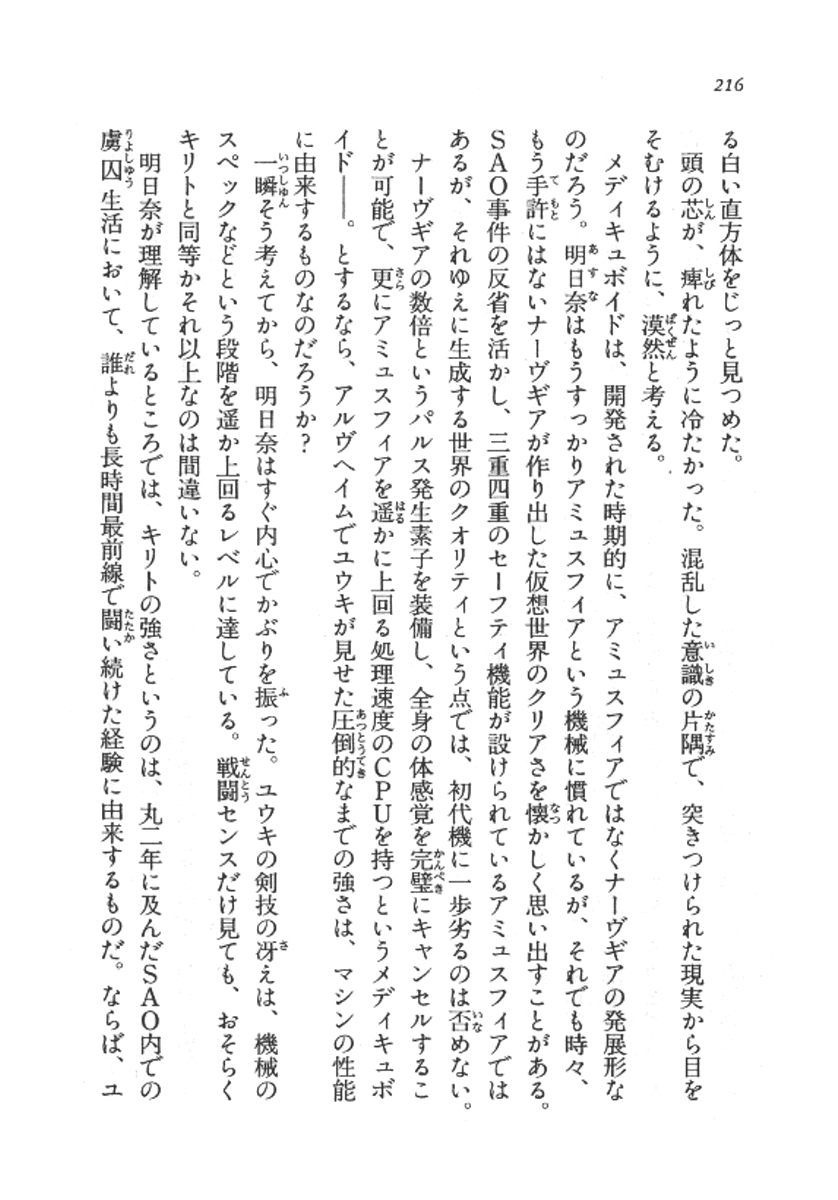 216
る白い直方体をじっと見つめた。
頭の芯が、痺れたように冷たかった。混乱した意識の片隅で、突きつけられた現実から目を
そむけるように、漠然と考える。
メディキュボイドは、開発された時期的に、アミュスフィアではなくナーヴギアの発展形な
のだろう。明日奈はもうすっかりアミュスフィアという機械に慣れているが、それでも時々、
もう手許にはないナーヴギアが作り出した仮想世界のクリアさを懐かしく思い出すことがある。
SAO事件の反省を活かし、三重四重のセーフティ機能が設けられているアミュスフィアでは
あるが、それゆえに生成する世界のクオリティという点では、初代機に一歩劣るのは否めない。
ナーヴギアの数倍というパルス発生素子を装備し、全身の体感覚を完璧にキャンセルするこ
とが可能で、更にアミュスフィアを遥かに上回る処理速度のCPUを持つというメディキュボ
イド――。とするなら、アルヴヘイムでユウキが見せた圧倒的なまでの強さは、マシンの性能
に由来するものなのだろうか?
一瞬そう考えてから、明日奈はすぐ内心でかぶりを振った。ユウキの剣技の冴えは、機械の
スペックなどという段階を遥か上回るレベルに達している。戦闘センスだけ見ても、おそらく
キリトと同等かそれ以上なのは間違いない。
明日奈が理解しているところでは、キリトの強さというのは、丸二年に及んだSAO内での
虜囚生活において、誰よりも長時間最前線で闘い続けた経験に由来するものだ。ならば、ユ